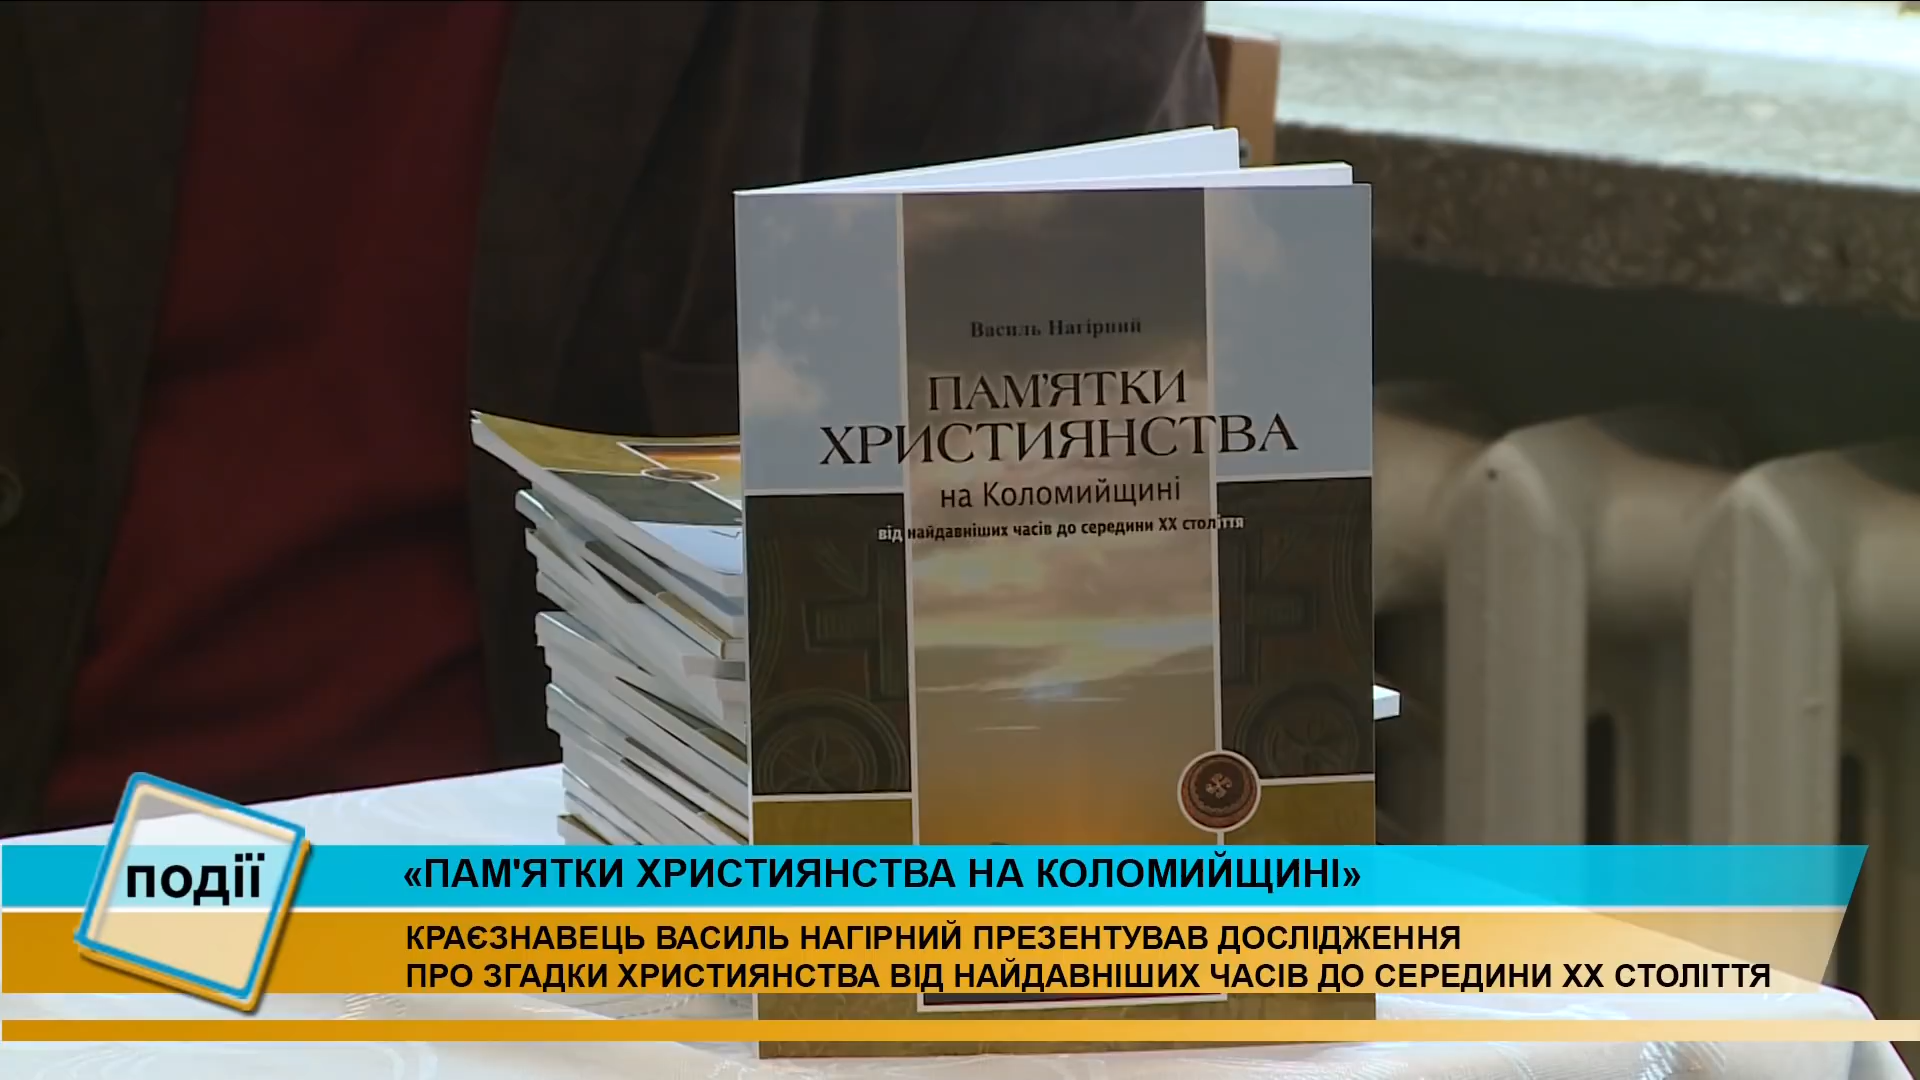 Василь Нагірний
ПАМ'ЯТКИ
ХРИСТИЯНСТВА
на Коломийщині
від найдавніших часів до середини XX століття
події
«ПАМ'ЯТКИ ХРИСТИЯНСТВА НА КОЛОМИЙЩИНІ»
КРАЄЗНАВЕЦЬ ВАСИЛЬ НАГІРНИЙ ПРЕЗЕНТУВАВ ДОСЛІДЖЕННЯ
ПРО ЗГАДКИ ХРИСТИЯНСТВА ВІД НАЙДАВНІШИХ ЧАСІВ ДО СЕРЕДИНИ ХХ СТОЛІТТЯ